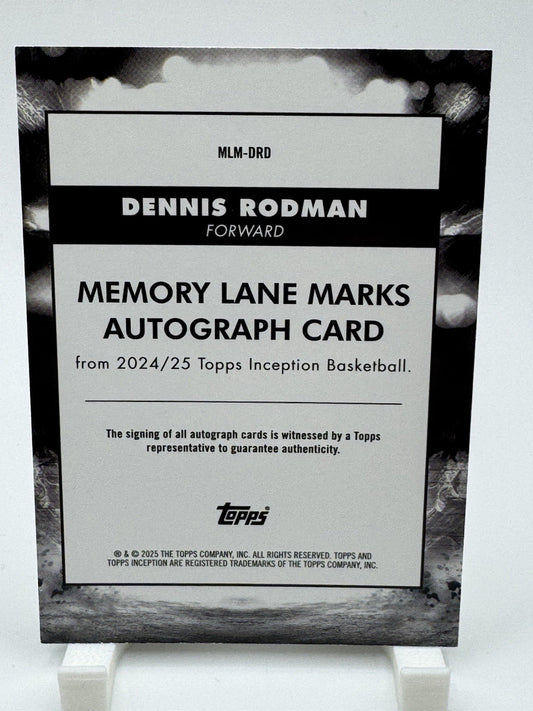 MLM-DRD
DENNIS RODMAN
FORWARD
MEMORY LANE MARKS
AUTOGRAPH CARD
from 2024/25 Topps Inception Basketball.
The signing of all autograph cards is witnessed by a Topps
representative to guarantee authenticity.
topps®
® & © 2025 THE TOPPS COMPANY, INC. ALL RIGHTS RESERVED. TOPPS AND
TOPPS INCEPTION ARE REGISTERED TRADEMARKS OF THE TOPPS COMPANY, INC.